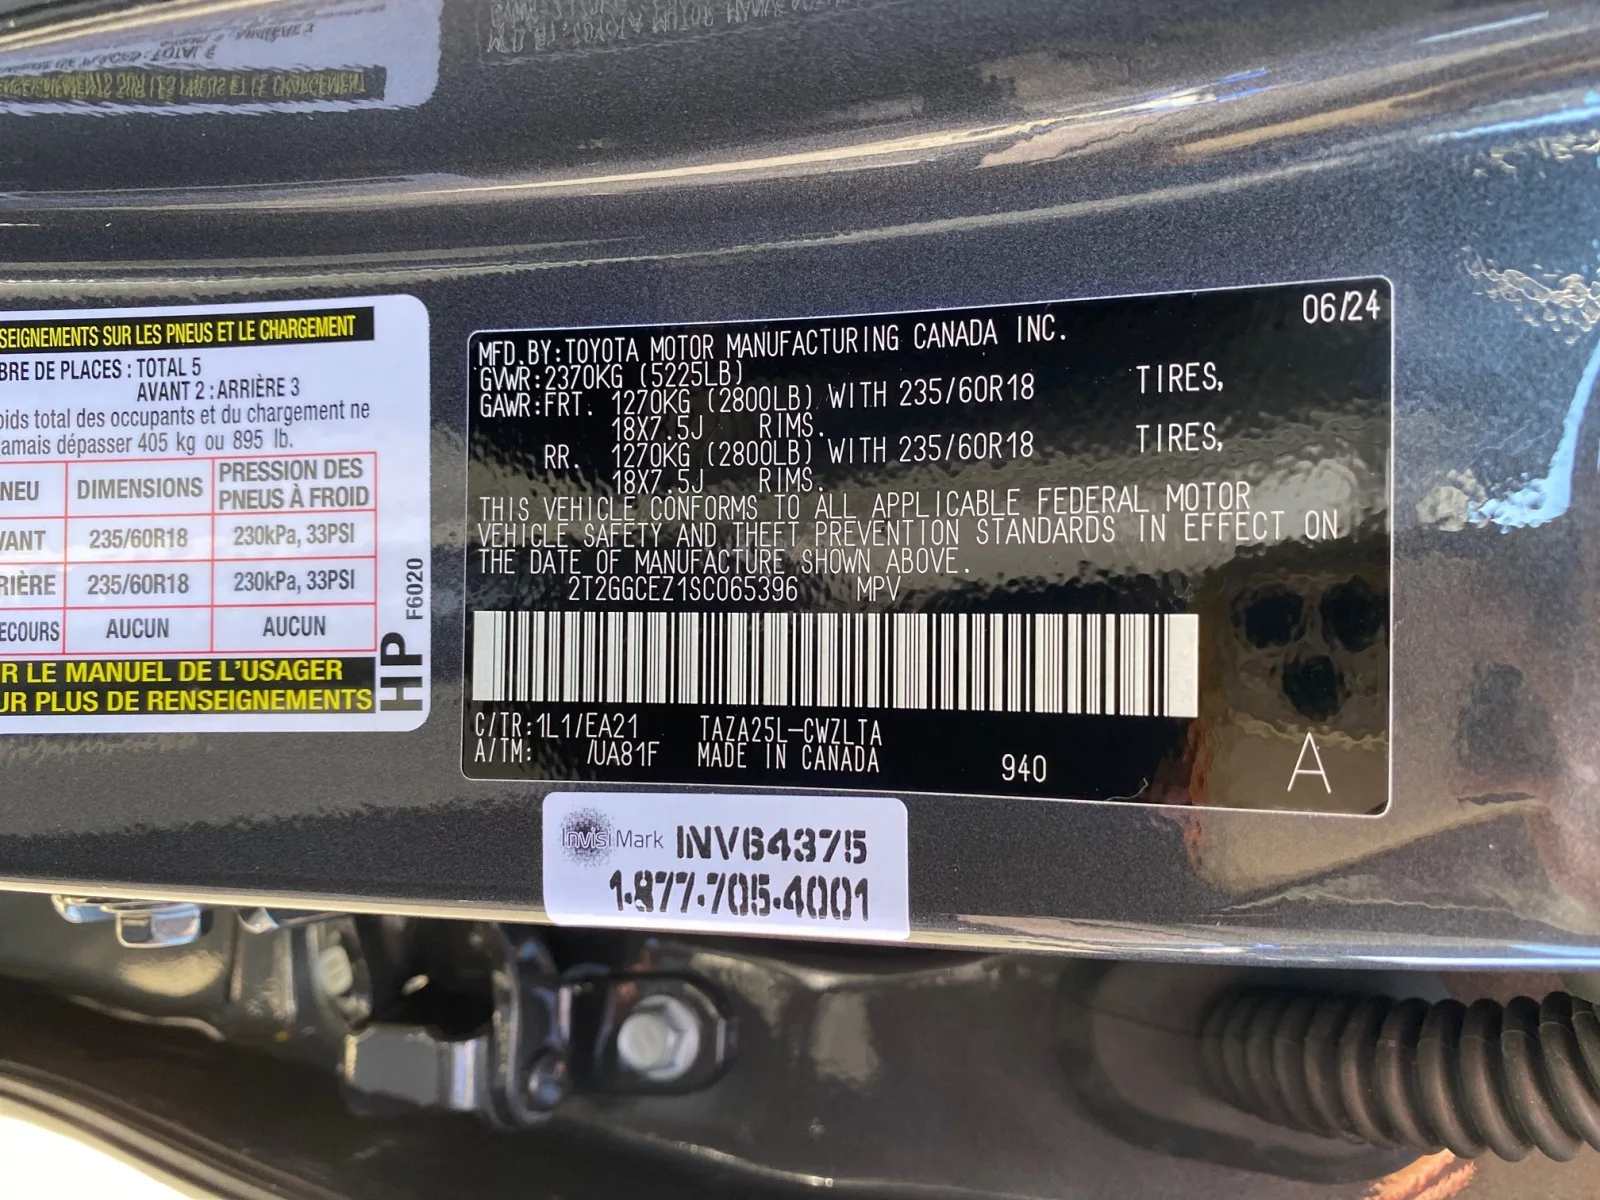 SEIGNEMENTS SUR LES PNEUS ET LE CHARGEMENT
BRE DE PLACES : TOTAL 5
AVANT 2 : ARRIÈRE 3
oids total des occupants et du chargement ne
amais dépasser 405 kg ou 895 lb.
NEU DIMENSIONS PRESSION DES PNEUS À FROID
VANT 235/60R18 230kPa, 33PSI
RIÈRE 235/60R18 230kPa, 33PSI
ECOURS AUCUN AUCUN
R LE MANUEL DE L'USAGER
UR PLUS DE RENSEIGNEMENTS
HP F6020
06/24
MFD.BY:TOYOTA MOTOR MANUFACTURING CANADA INC.
GVWR:2370KG (5225LB)
GAWR:FRT. 1270KG (2800LB) WITH 235/60R18 TIRES,
18X7.5J RIMS.
RR. 1270KG (2800LB) WITH 235/60R18 TIRES,
18X7.5J RIMS.
THIS VEHICLE CONFORMS TO ALL APPLICABLE FEDERAL MOTOR
VEHICLE SAFETY AND THEFT PREVENTION STANDARDS IN EFFECT ON
THE DATE OF MANUFACTURE SHOWN ABOVE.
2T2GGCEZ1SC065396 MPV
C/TR:1L1/EA21 TAZA25L-CWZLTA
A/TM: /UA81F MADE IN CANADA 940 A
InvisiMark INV64375
1-877-705-4001